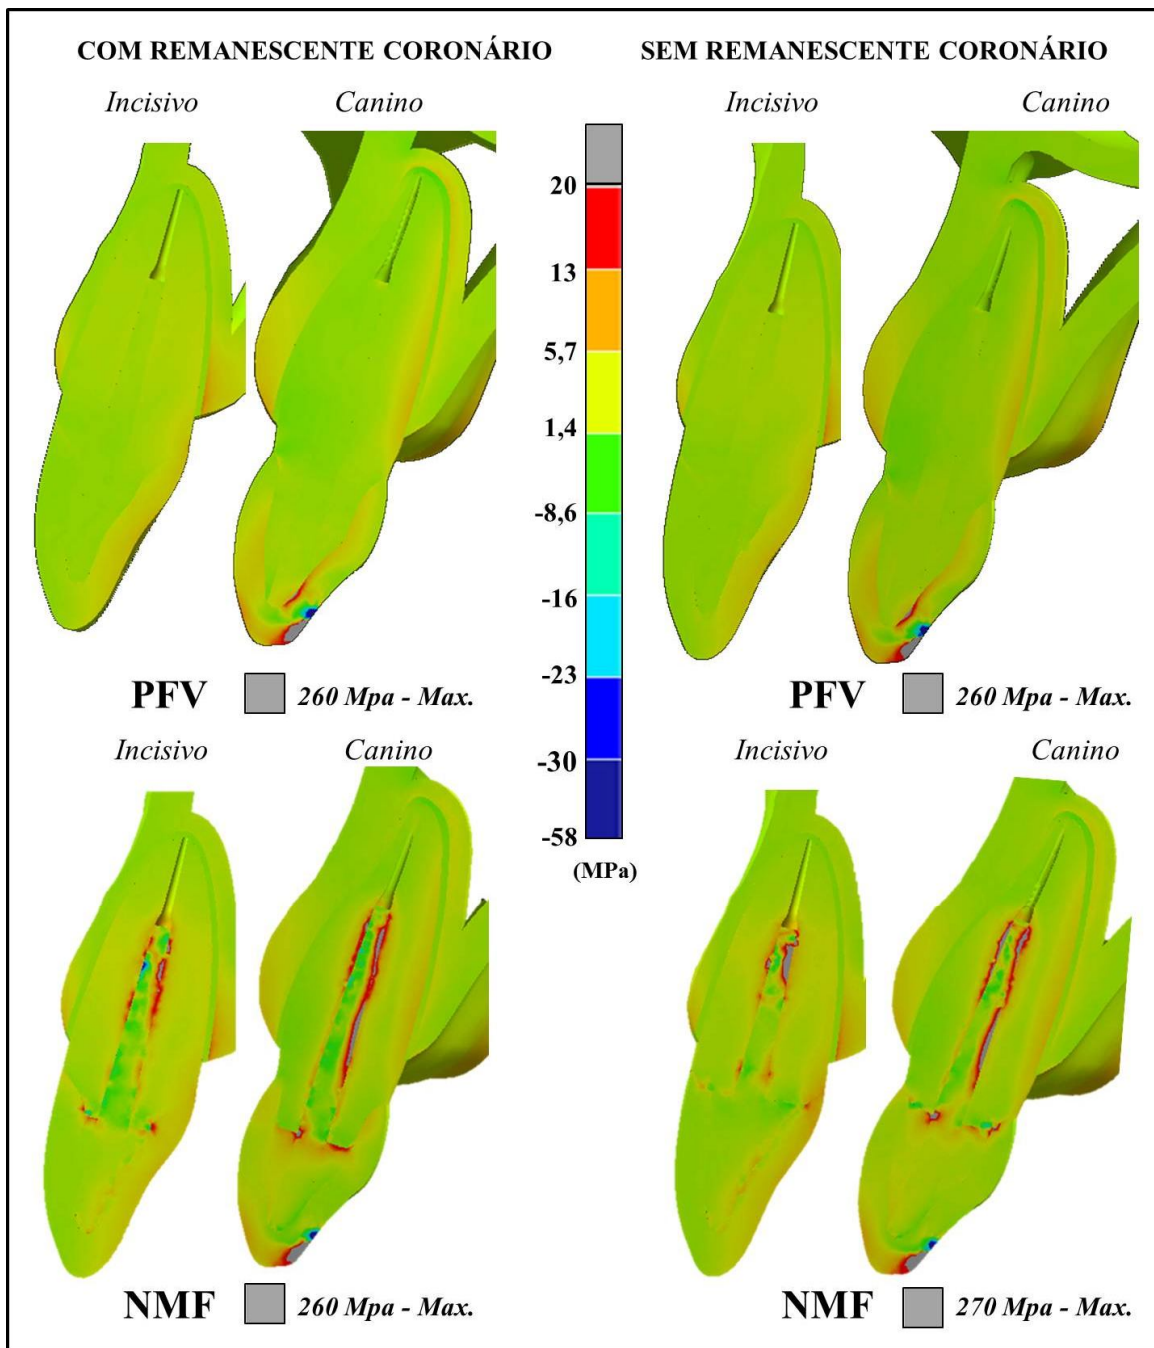 COM REMANESCENTE CORONÁRIO
SEM REMANESCENTE CORONÁRIO
Incisivo
Canino
Incisivo
Canino
20
13
5,7
1,4
-8,6
-16
-23
-30
-58
(MPa)
PFV
260 Mpa - Max.
PFV
260 Mpa - Max.
Incisivo
Canino
Incisivo
Canino
NMF
260 Mpa - Max.
NMF
270 Mpa - Max.